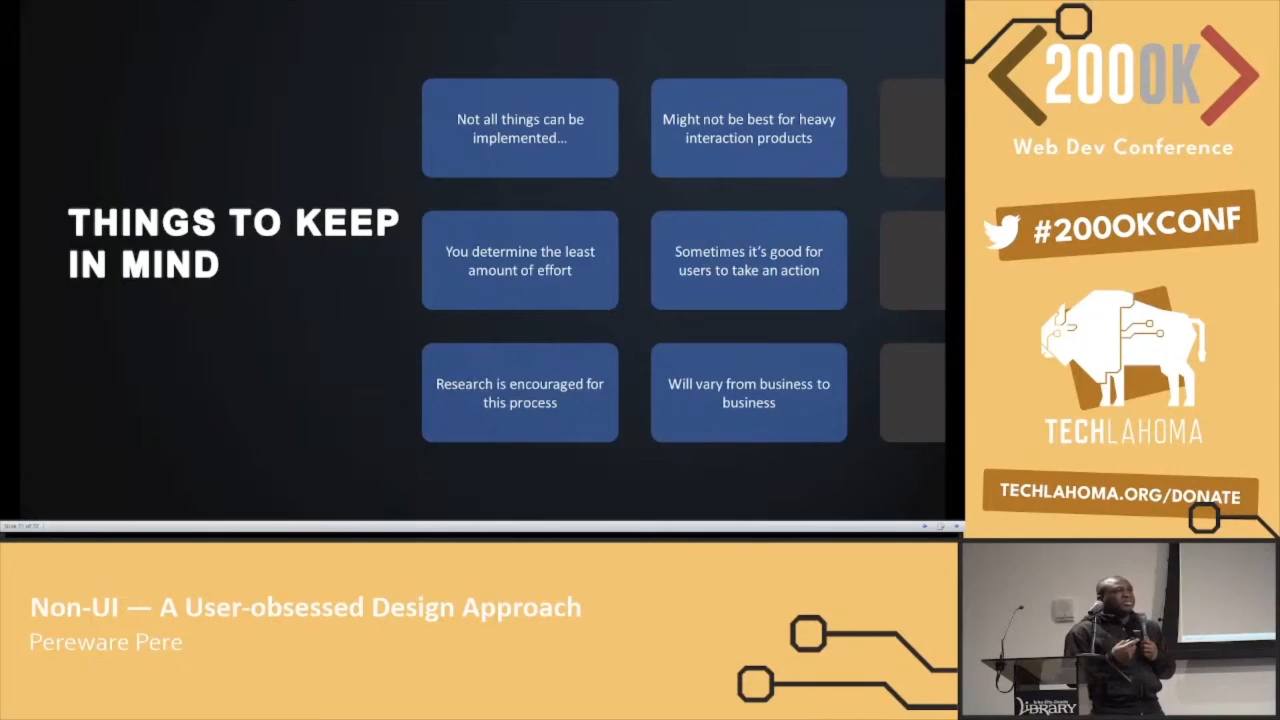 THINGS TO KEEP
IN MIND
Not all things can be
implemented...
Might not be best for heavy
interaction products
You determine the least
amount of effort
Sometimes it's good for
users to take an action
Research is encouraged for
this process
Will vary from business to
business
200OK
Web Dev Conference
#200OKCONF
TECHLAHOMA
TECHLAHOMA.ORG/DONATE
Non-UI — A User-obsessed Design Approach
Pereware Pere
LIBRARY